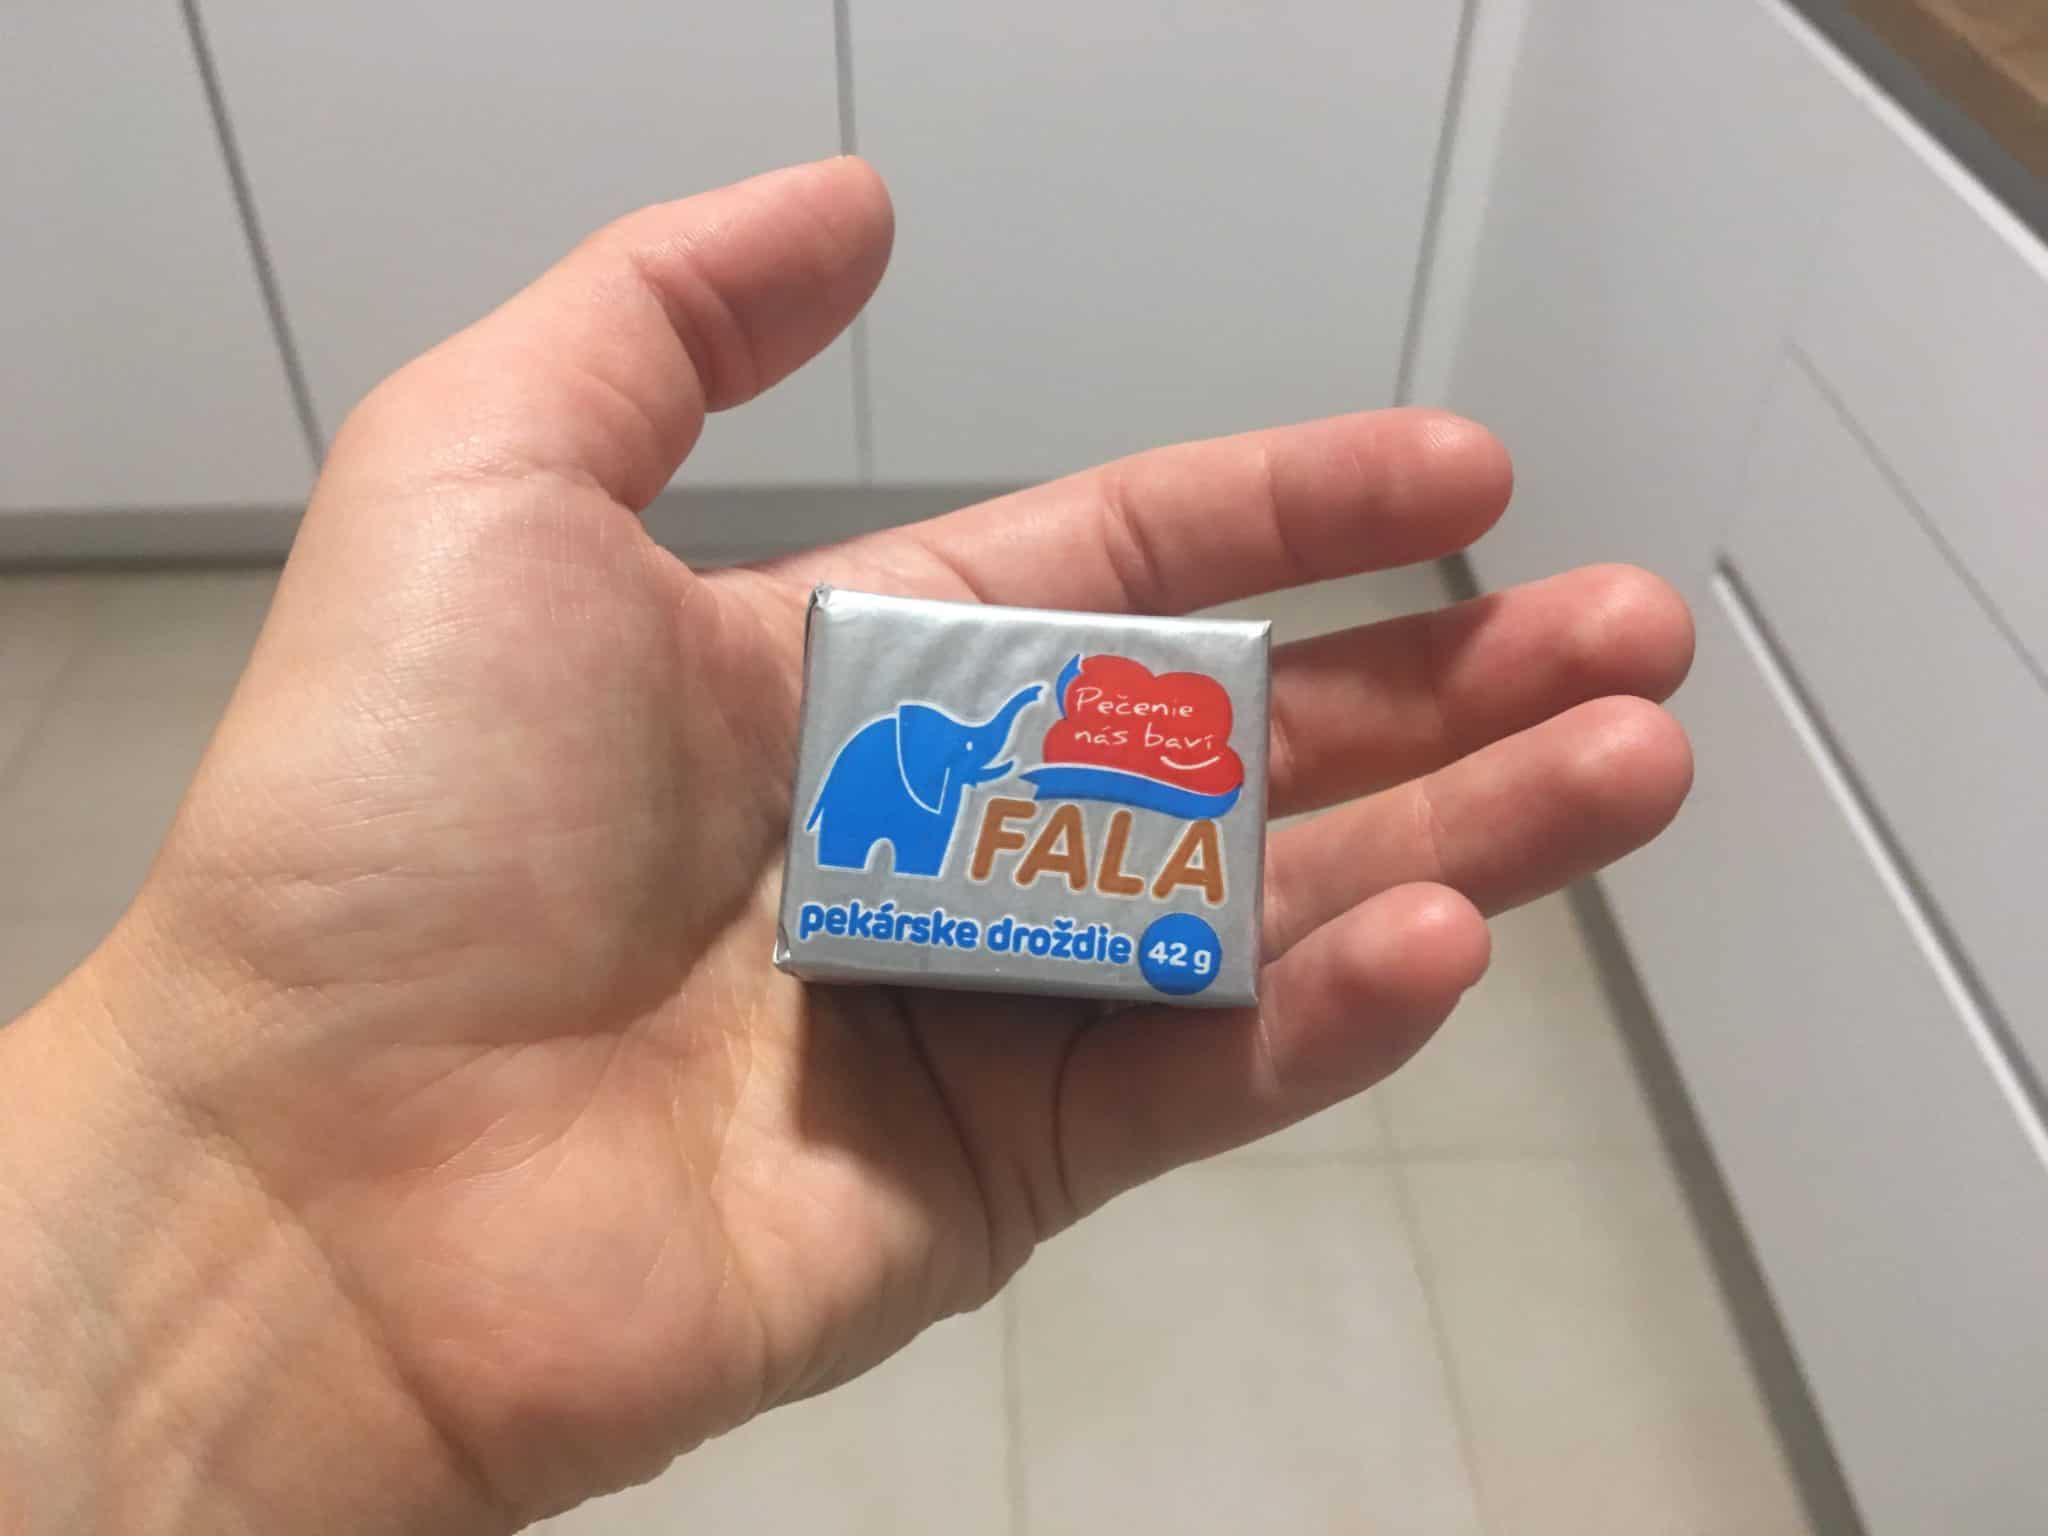 Pečenie
nás baví
FALA
pekárske droždie 42 g